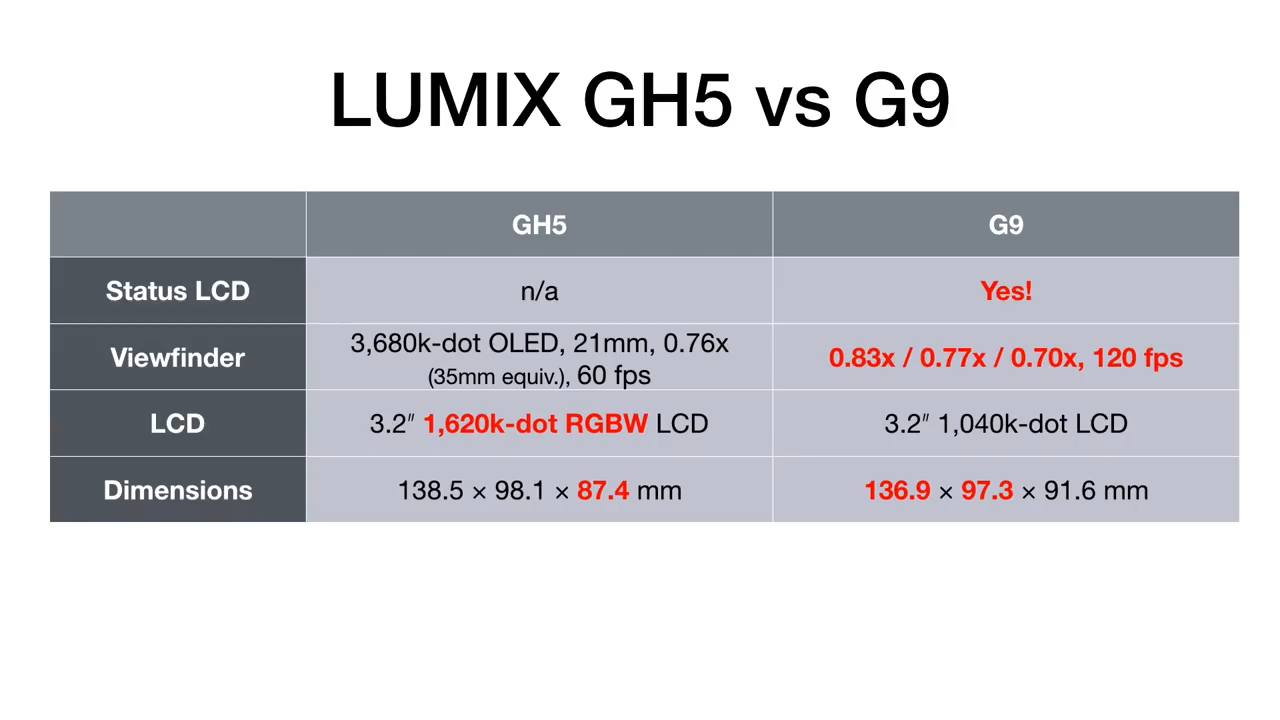 LUMIX GH5 vs G9
GH5 G9
Status LCD n/a Yes!
Viewfinder 3,680k-dot OLED, 21mm, 0.76x
(35mm equiv.), 60 fps 0.83x / 0.77x / 0.70x, 120 fps
LCD 3.2″ 1,620k-dot RGBW LCD 3.2″ 1,040k-dot LCD
Dimensions 138.5 × 98.1 × 87.4 mm 136.9 × 97.3 × 91.6 mm